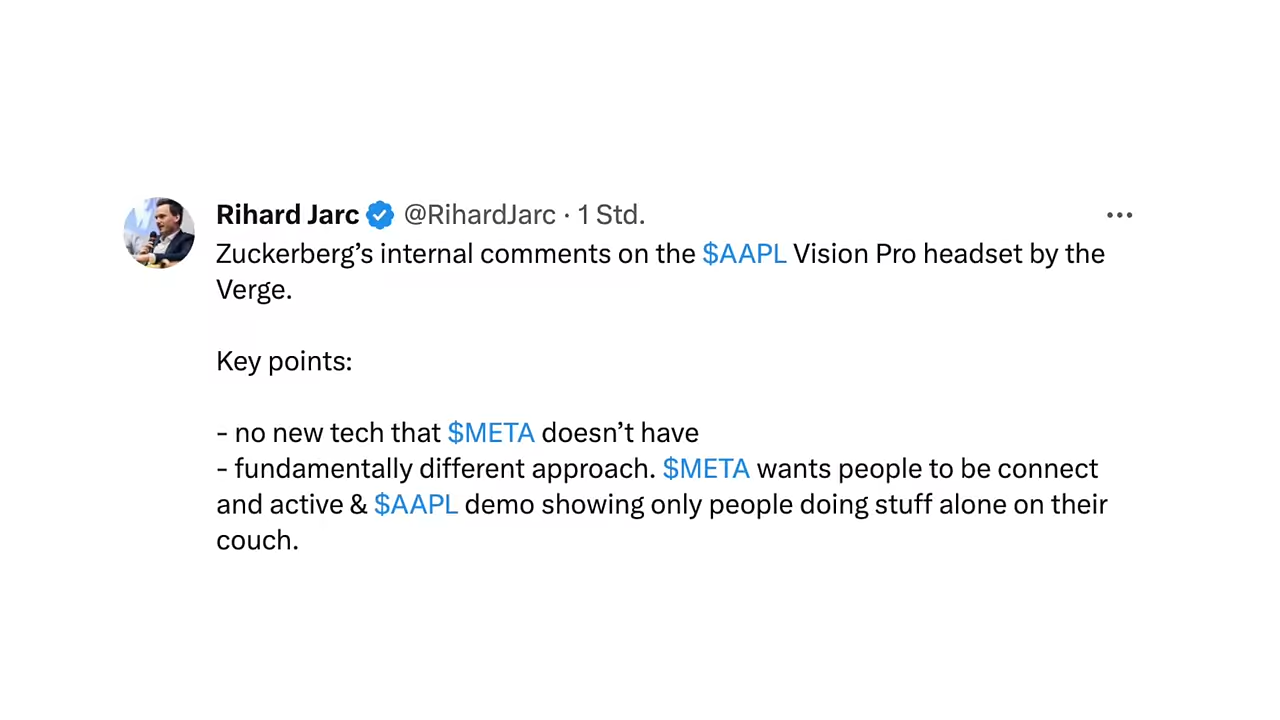 Rihard Jarc @RihardJarc · 1 Std.
Zuckerberg’s internal comments on the $AAPL Vision Pro headset by the
Verge.
Key points:
- no new tech that $META doesn’t have
- fundamentally different approach. $META wants people to be connect
and active & $AAPL demo showing only people doing stuff alone on their
couch.